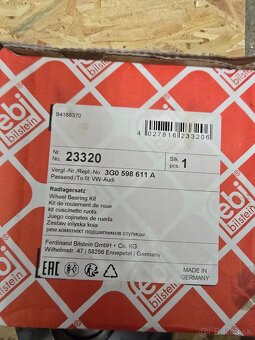 febi
bilstein
B4168370
4 027816 233206
Nr.
No. 23320
Stk
pcs. 1
Vergl.-Nr./Repl.-No. 3G0 598 611 A
Passend/To fit: VW-Audi
Radlagersatz
Wheel Bearing Kit
Kit de roulement de roue
kit cuscinetto ruota
Juego cojinetes de rueda
Zestaw łożyska koła
рем.комплект подшипников ступицы
Ferdinand Bilstein GmbH + Co. KG
Wilhelmstr. 47 | 58256 Ennepetal | Germany
EAC
MADE IN
GERMANY